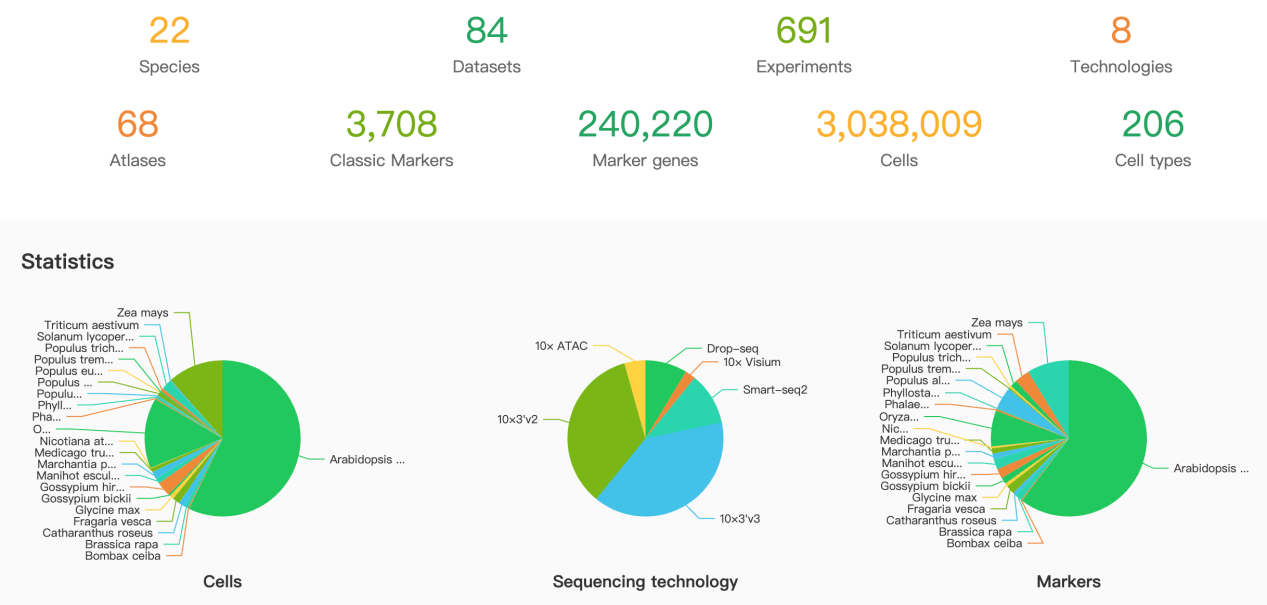 22
Species
84
Datasets
691
Experiments
8
Technologies
68
Atlases
3,708
Classic Markers
240,220
Marker genes
3,038,009
Cells
206
Cell types
Statistics
Zea mays
Triticum aestivum
Solanum lycoper...
Populus trich...
Populus trem...
Populus eu...
Populus ...
Populu...
Phyll...
Pha...
O...
Nicotiana at...
Medicago tru...
Marchantia p...
Manihot escul...
Gossypium hir...
Gossypium bickii
Glycine max
Fragaria vesca
Catharanthus roseus
Brassica rapa
Bombax ceiba
Arabidopsis ...
Cells
10× ATAC
Drop-seq
10× Visium
Smart-seq2
10×3'v2
10×3'v3
Sequencing technology
Zea mays
Triticum aestivum
Solanum lycoper...
Populus trich...
Populus trem...
Populus al...
Phyllosta...
Phalae...
Oryza...
Nic...
Medicago tru...
Marchantia p...
Manihot escu...
Gossypium hir...
Gossypium bickii
Glycine max
Fragaria vesca
Catharanthus roseus
Brassica rapa
Bombax ceiba
Arabidopsis ...
Markers